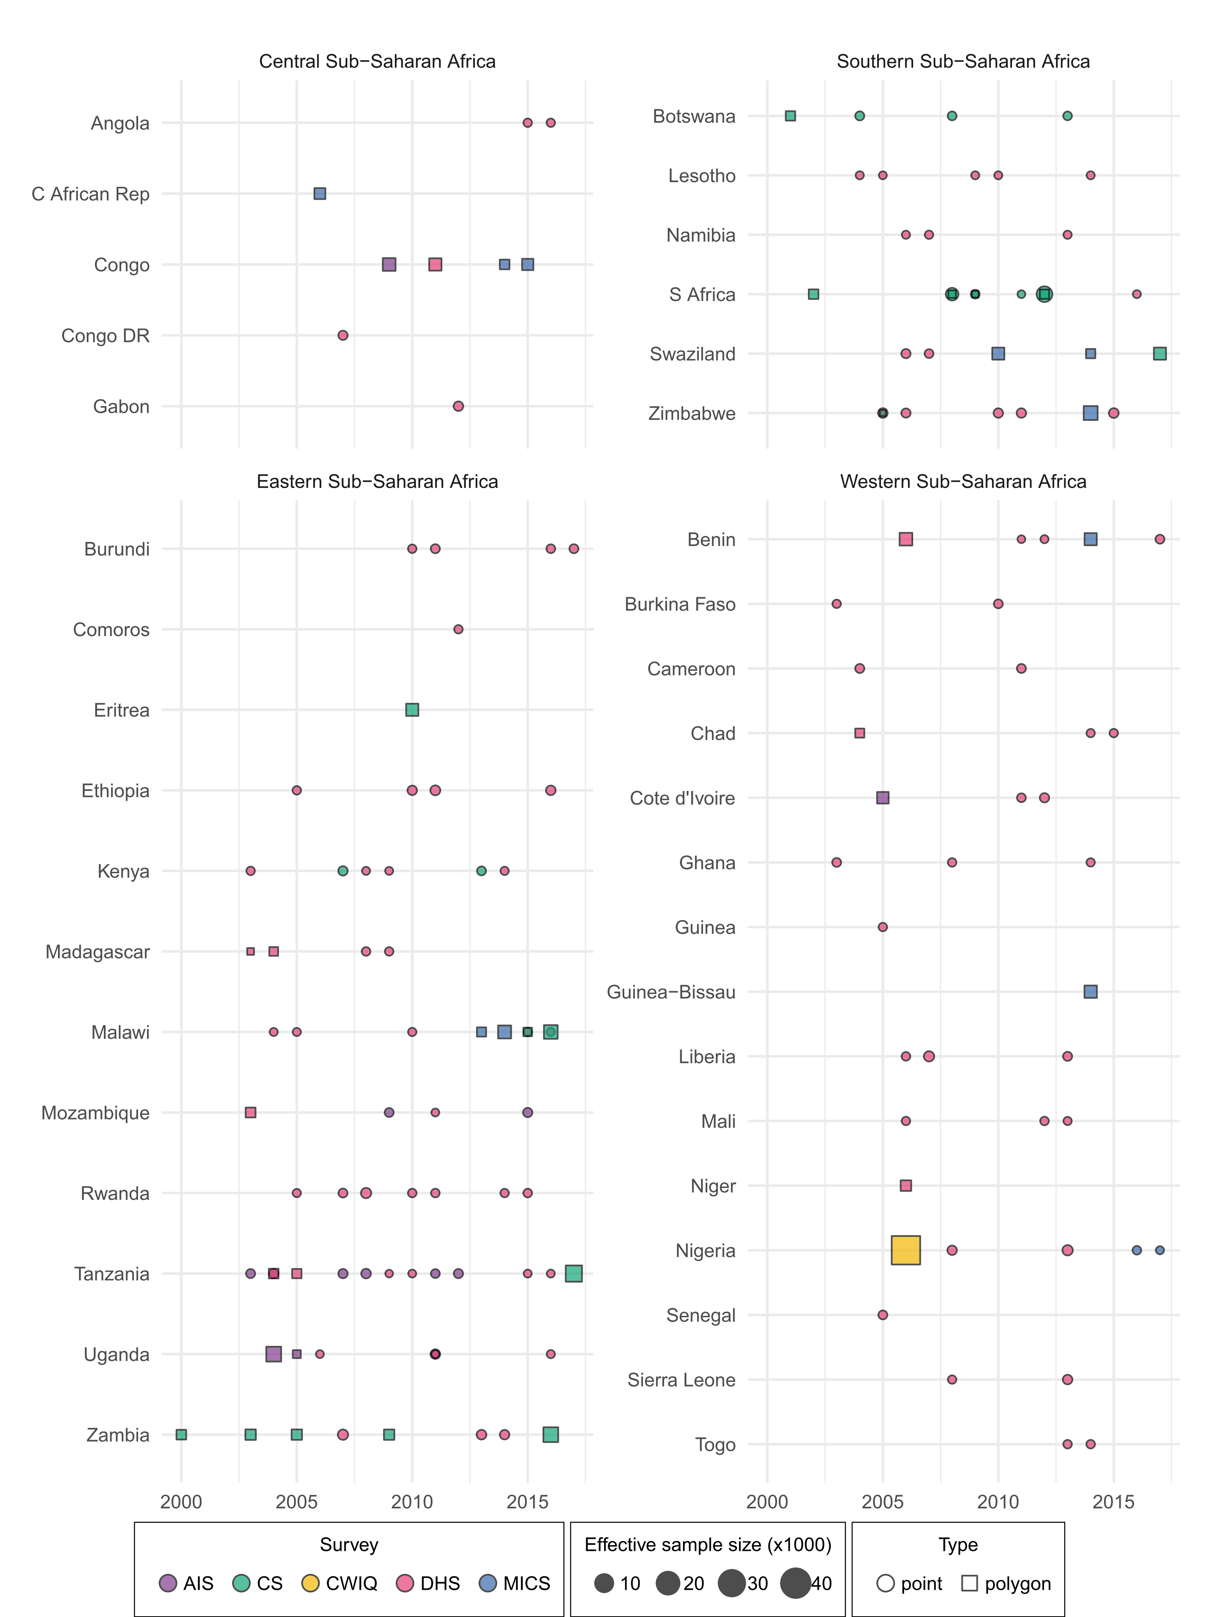 Central Sub−Saharan Africa
Angola
C African Rep
Congo
Congo DR
Gabon
Southern Sub−Saharan Africa
Botswana
Lesotho
Namibia
S Africa
Swaziland
Zimbabwe
Eastern Sub−Saharan Africa
Burundi
Comoros
Eritrea
Ethiopia
Kenya
Madagascar
Malawi
Mozambique
Rwanda
Tanzania
Uganda
Zambia
2000 2005 2010 2015
Western Sub−Saharan Africa
Benin
Burkina Faso
Cameroon
Chad
Cote d'Ivoire
Ghana
Guinea
Guinea−Bissau
Liberia
Mali
Niger
Nigeria
Senegal
Sierra Leone
Togo
2000 2005 2010 2015
Survey
AIS CS CWIQ DHS MICS
Effective sample size (x1000)
10 20 30 40
Type
point polygon